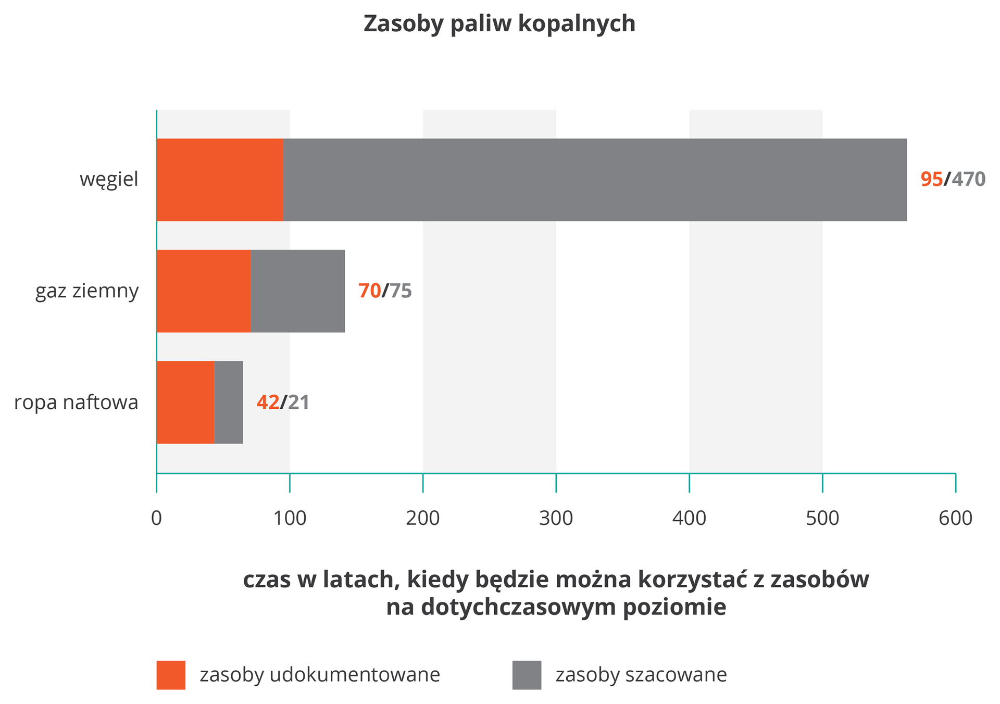 Zasoby paliw kopalnych
węgiel
95/470
gaz ziemny
70/75
ropa naftowa
42/21
0 100 200 300 400 500 600
czas w latach, kiedy będzie można korzystać z zasobów
na dotychczasowym poziomie
zasoby udokumentowane
zasoby szacowane